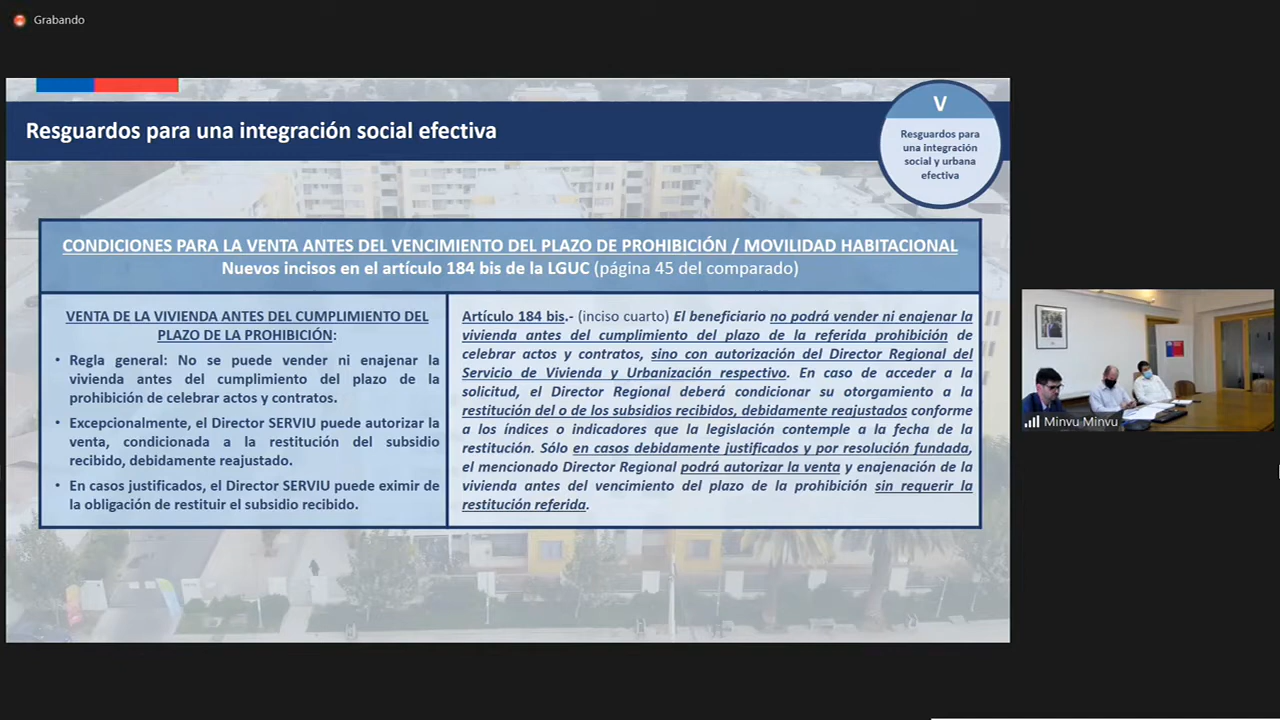 Grabando
Resguardos para una integración social efectiva
V
Resguardos para
una integración
social y urbana
efectiva
CONDICIONES PARA LA VENTA ANTES DEL VENCIMIENTO DEL PLAZO DE PROHIBICIÓN / MOVILIDAD HABITACIONAL
Nuevos incisos en el artículo 184 bis de la LGUC (página 45 del comparado)
VENTA DE LA VIVIENDA ANTES DEL CUMPLIMIENTO DEL
PLAZO DE LA PROHIBICIÓN:
• Regla general: No se puede vender ni enajenar la
vivienda antes del cumplimiento del plazo de la
prohibición de celebrar actos y contratos.
• Excepcionalmente, el Director SERVIU puede autorizar la
venta, condicionada a la restitución del subsidio
recibido, debidamente reajustado.
• En casos justificados, el Director SERVIU puede eximir de
la obligación de restituir el subsidio recibido.
Artículo 184 bis.- (inciso cuarto) El beneficiario no podrá vender ni enajenar la
vivienda antes del cumplimiento del plazo de la referida prohibición de
celebrar actos y contratos, sino con autorización del Director Regional del
Servicio de Vivienda y Urbanización respectivo. En caso de acceder a la
solicitud, el Director Regional deberá condicionar su otorgamiento a la
restitución del o de los subsidios recibidos, debidamente reajustados conforme
a los índices o indicadores que la legislación contemple a la fecha de la
restitución. Sólo en casos debidamente justificados y por resolución fundada,
el mencionado Director Regional podrá autorizar la venta y enajenación de la
vivienda antes del vencimiento del plazo de la prohibición sin requerir la
restitución referida.
Minvu Minvu